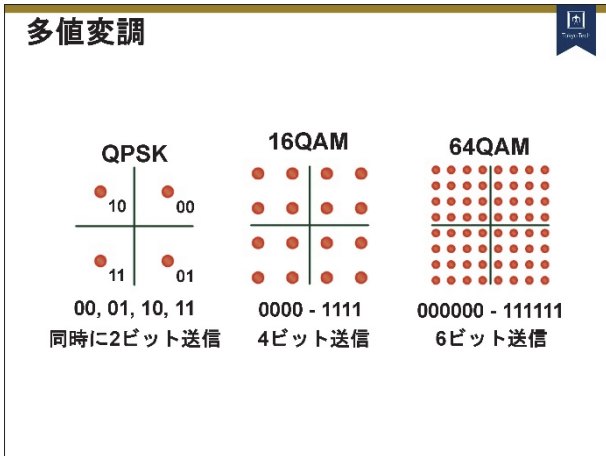 多値変調
TokyoTech
QPSK
10
00
11
01
00, 01, 10, 11
同時に2ビット送信
16QAM
0000 - 1111
4ビット送信
64QAM
000000 - 111111
6ビット送信